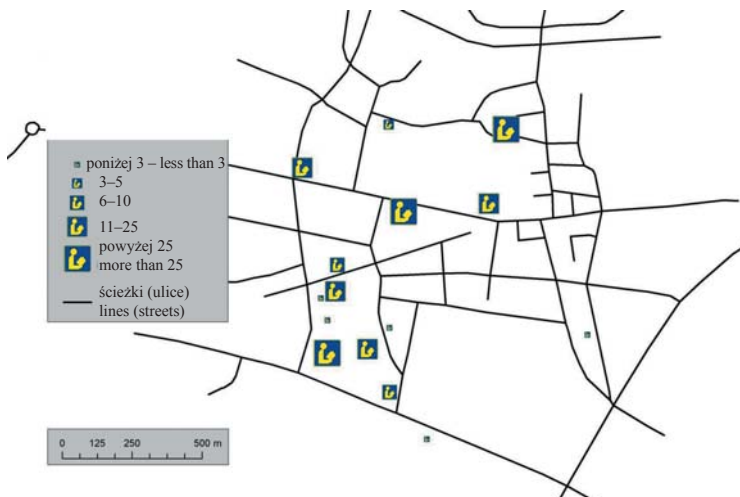 poniżej 3 – less than 3
3–5
6–10
11–25
powyżej 25
more than 25
ścieżki (ulice)
lines (streets)
0 125 250 500 m